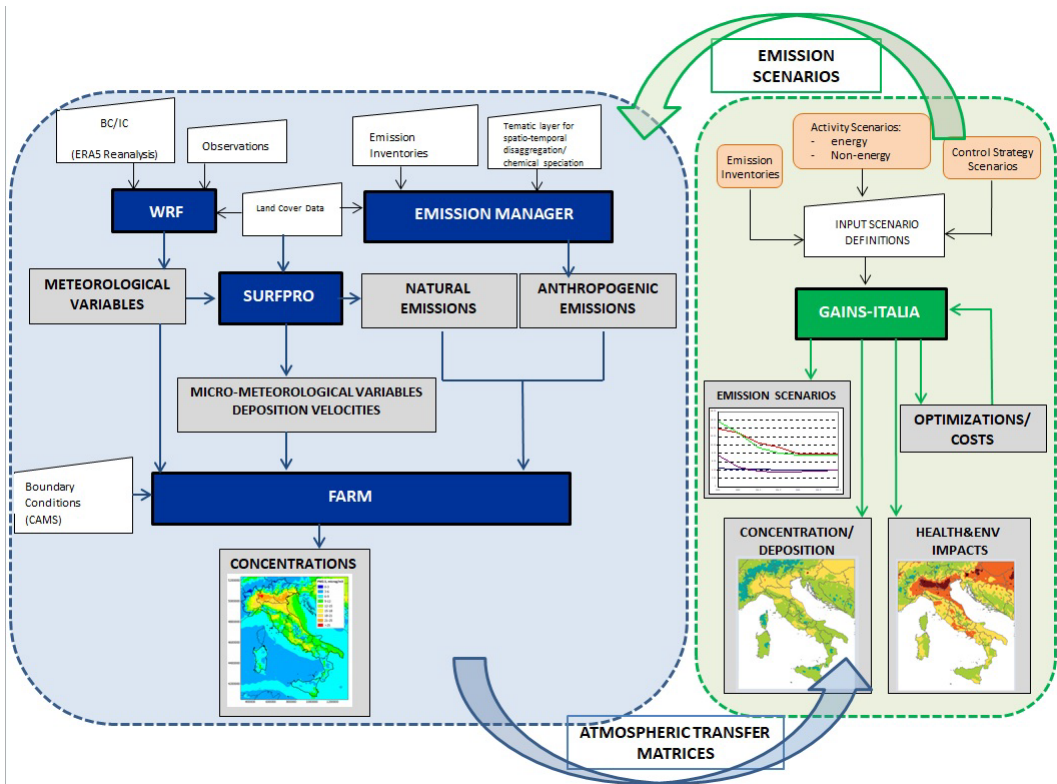 EMISSION
SCENARIOS
BC/IC
(ERA5 Reanalysis)
Observations
Emission
Inventories
Tematic layer for
spatio-temporal
disaggregation/
chemical speciation
WRF
Land Cover Data
EMISSION MANAGER
METEOROLOGICAL
VARIABLES
SURFPRO
NATURAL
EMISSIONS
ANTHROPOGENIC
EMISSIONS
MICRO-METEOROLOGICAL VARIABLES
DEPOSITION VELOCITIES
Boundary
Conditions
(CAMS)
FARM
CONCENTRATIONS
Emission
Inventories
Activity Scenarios:
- energy
- Non-energy
Control Strategy
Scenarios
INPUT SCENARIO
DEFINITIONS
GAINS-ITALIA
EMISSION SCENARIOS
OPTIMIZATIONS/
COSTS
CONCENTRATION/
DEPOSITION
HEALTH&ENV
IMPACTS
ATMOSPHERIC TRANSFER
MATRICES